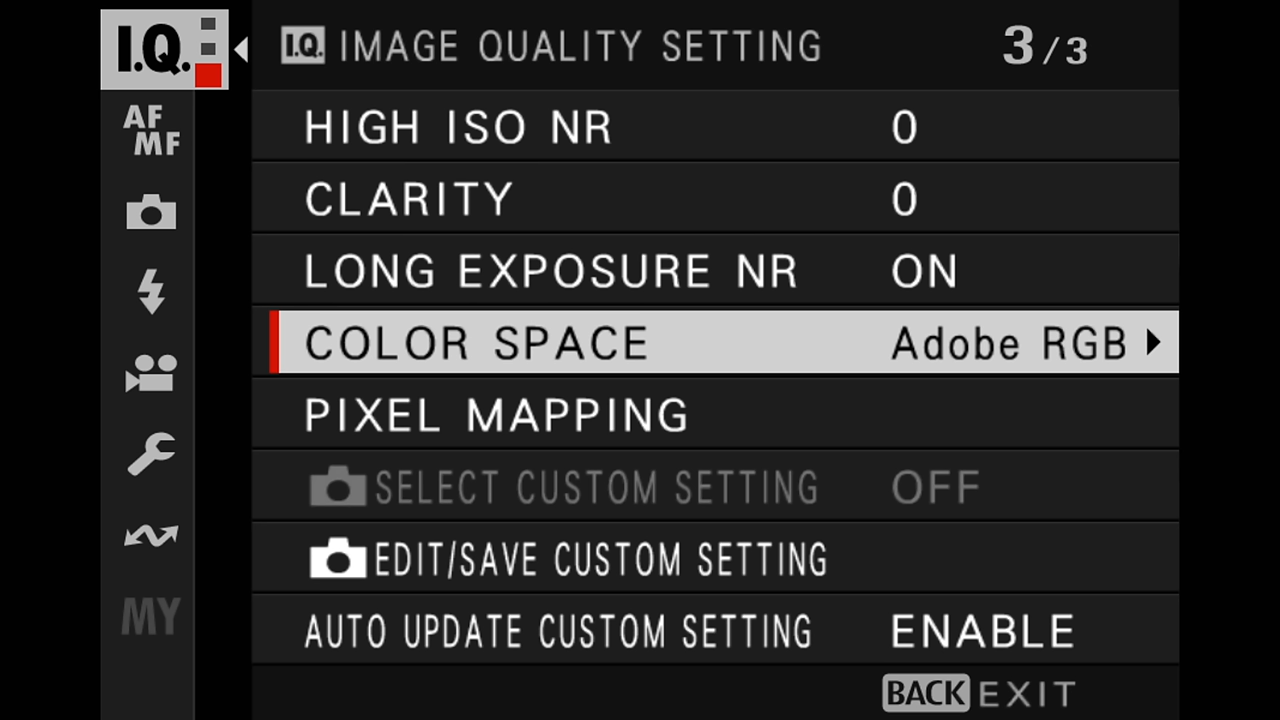 I.Q.
I.Q. IMAGE QUALITY SETTING 3/3
AF
MF
HIGH ISO NR 0
CLARITY 0
LONG EXPOSURE NR ON
COLOR SPACE Adobe RGB
PIXEL MAPPING
SELECT CUSTOM SETTING OFF
EDIT/SAVE CUSTOM SETTING
MY
AUTO UPDATE CUSTOM SETTING ENABLE
BACK EXIT